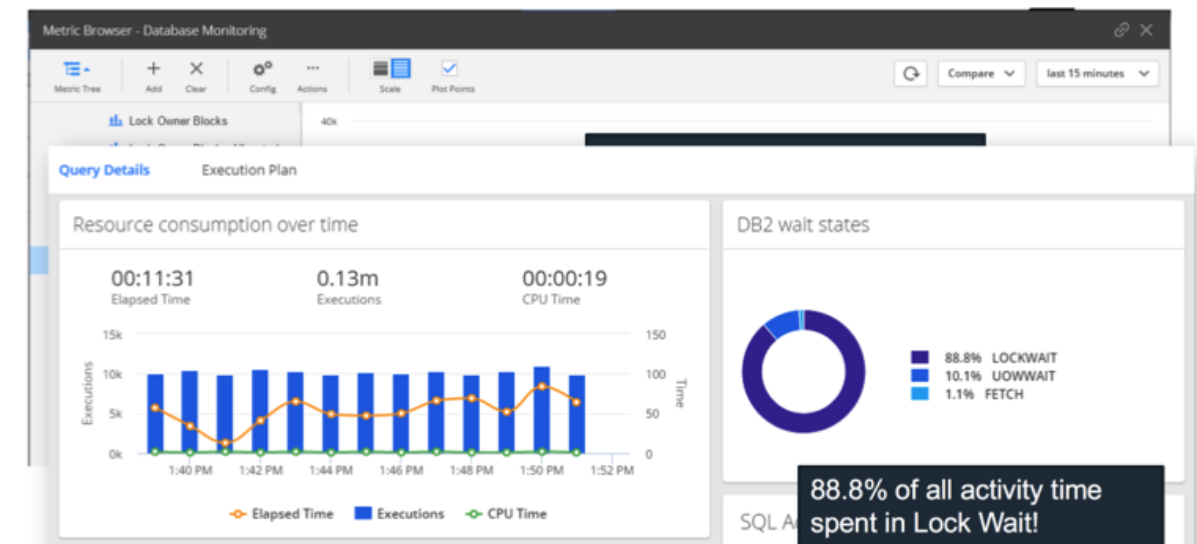 Metric Browser - Database Monitoring
Metric Tree Add Clear Config Actions Scale Plot Points Compare last 15 minutes
Lock Owner Blocks 40k
Query Details Execution Plan
Resource consumption over time
00:11:31 0.13m 00:00:19
Elapsed Time Executions CPU Time
15k 150
10k 100
5k 50
0k 0
Executions
Time
1:40 PM 1:42 PM 1:44 PM 1:46 PM 1:48 PM 1:50 PM 1:52 PM
Elapsed Time Executions CPU Time
DB2 wait states
88.8% LOCKWAIT
10.1% UOWWAIT
1.1% FETCH
SQL A
88.8% of all activity time
spent in Lock Wait!